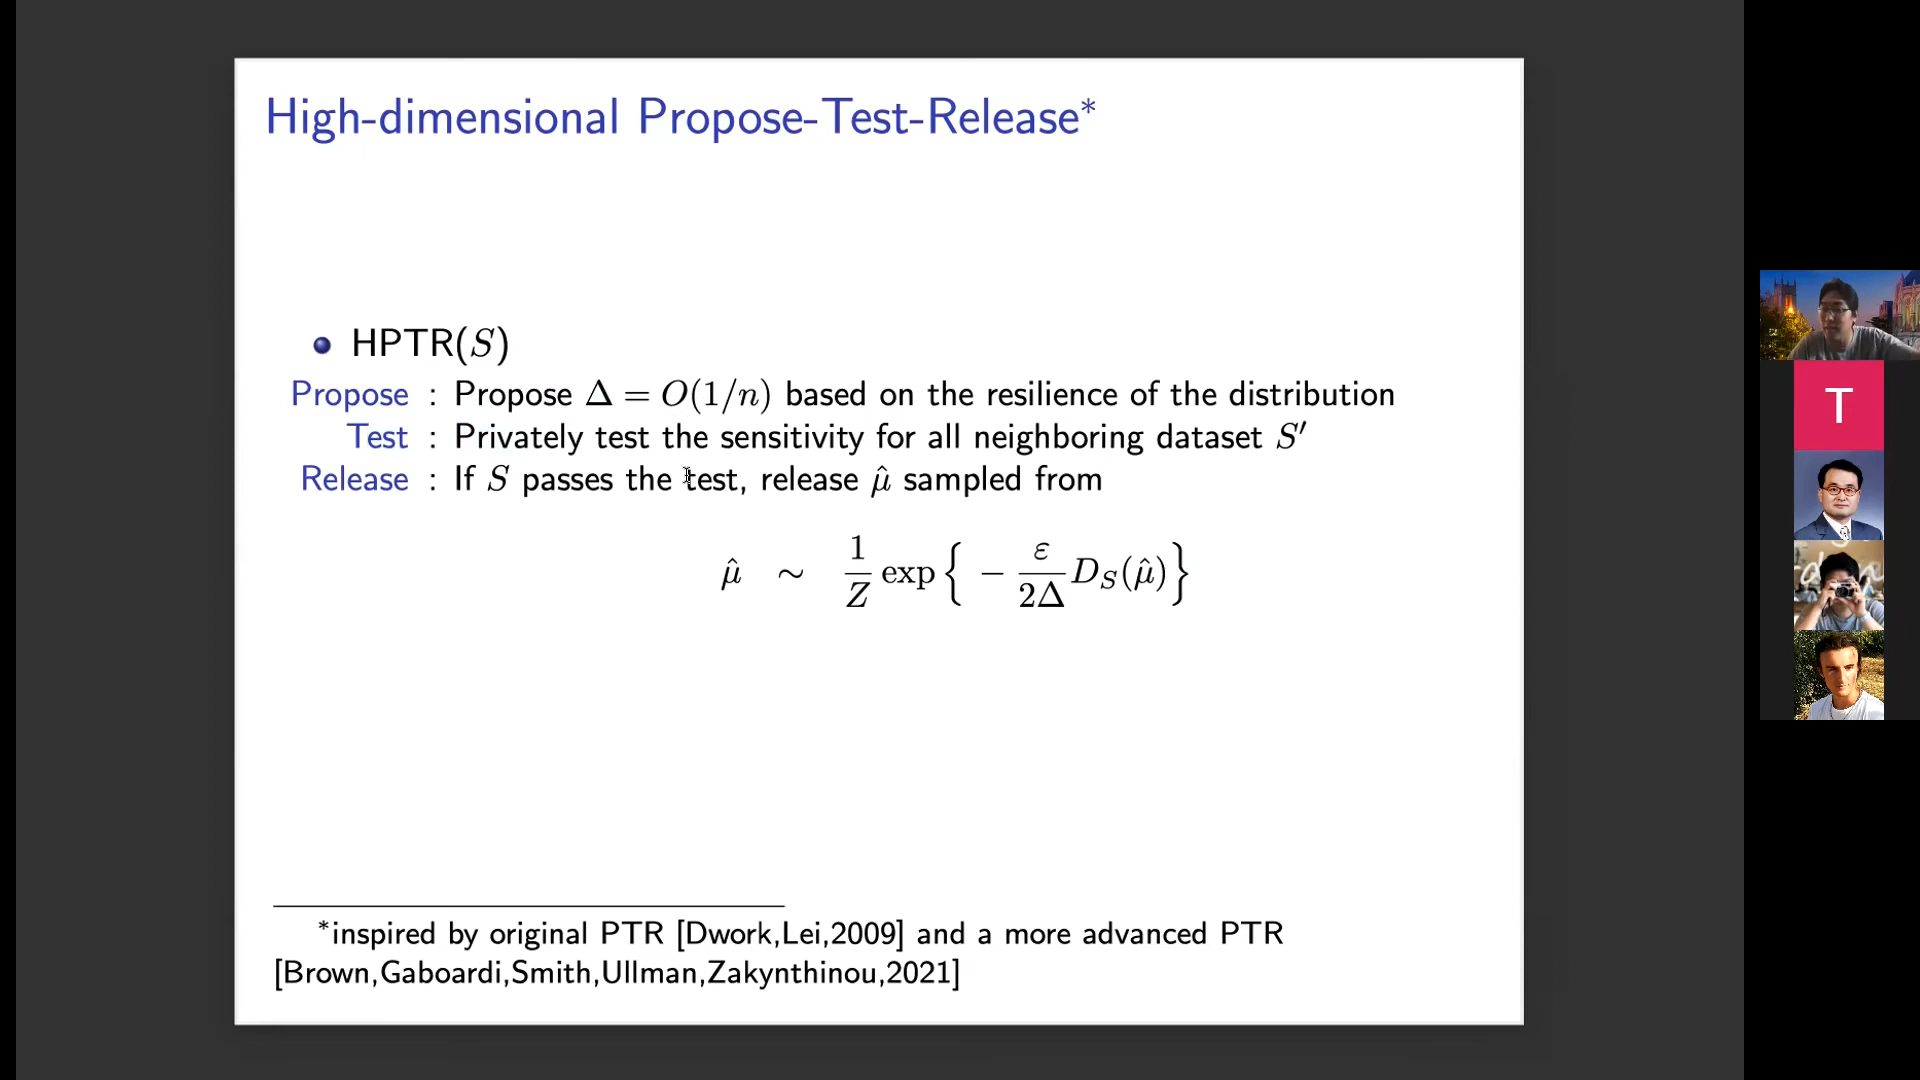 High-dimensional Propose-Test-Release*
HPTR(S)
Propose : Propose Δ = O(1/n) based on the resilience of the distribution
Test : Privately test the sensitivity for all neighboring dataset S′
Release : If S passes the test, release μ̂ sampled from
μ̂ ∼ 1/Z exp{ − ε/2Δ D_S(μ̂) }
*inspired by original PTR [Dwork,Lei,2009] and a more advanced PTR
[Brown,Gaboardi,Smith,Ullman,Zakynthinou,2021]
T